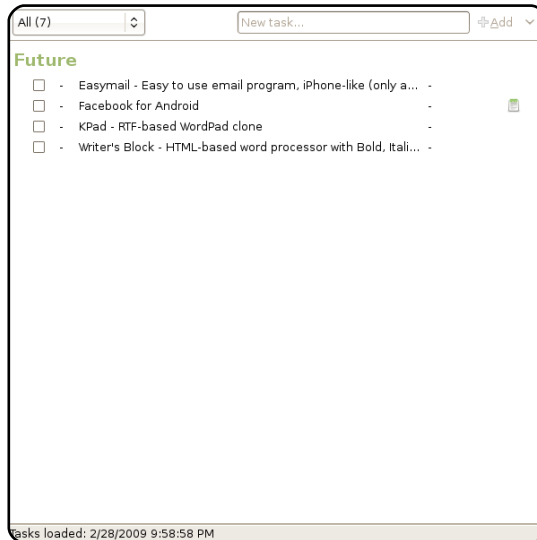 All (7)
New task...
Add
Future
- Easymail - Easy to use email program, iPhone-like (only a... -
- Facebook for Android -
- KPad - RTF-based WordPad clone -
- Writer's Block - HTML-based word processor with Bold, Itali... -
Tasks loaded: 2/28/2009 9:58:58 PM